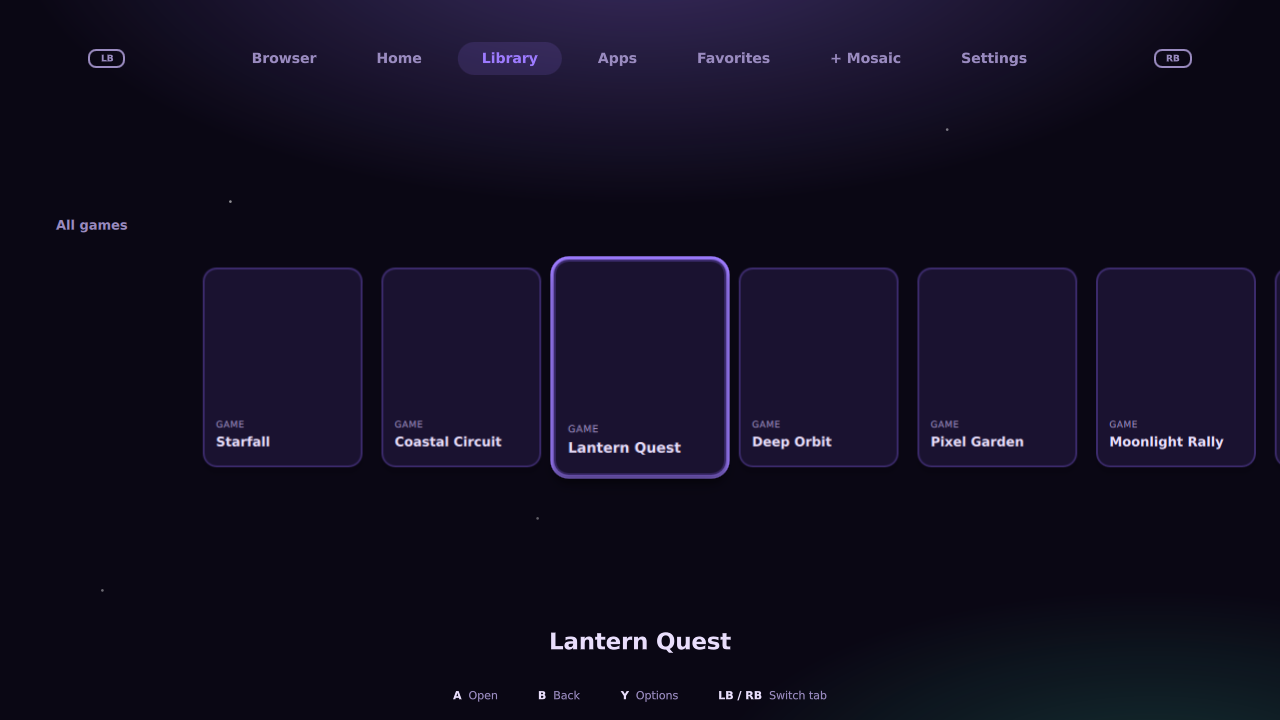 LB Browser Home Library Apps Favorites + Mosaic Settings RB
All games
GAME GAME GAME GAME GAME GAME
Starfall Coastal Circuit Lantern Quest Deep Orbit Pixel Garden Moonlight Rally
Lantern Quest
A Open B Back Y Options LB / RB Switch tab